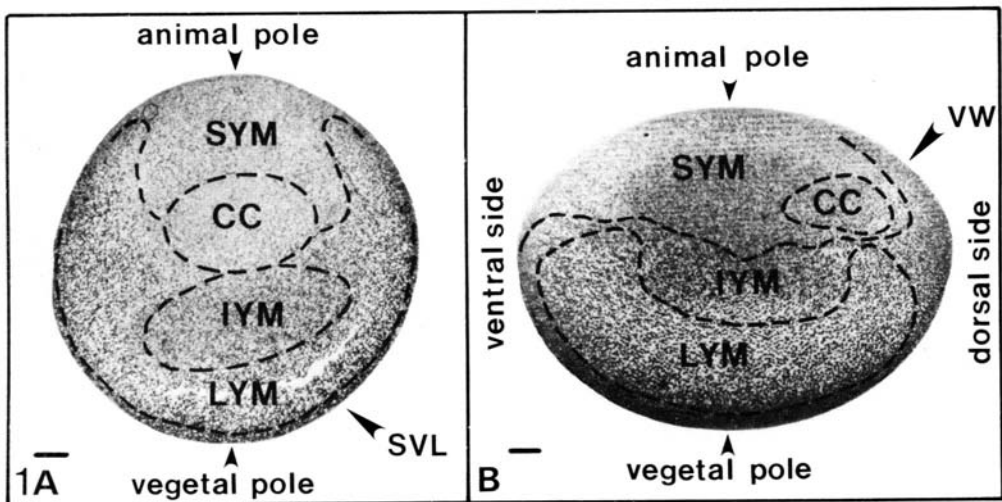 animal pole
SYM
CC
IYM
LYM
SVL
1A
vegetal pole
animal pole
VW
SYM
CC
ventral side
dorsal side
IYM
LYM
B
vegetal pole